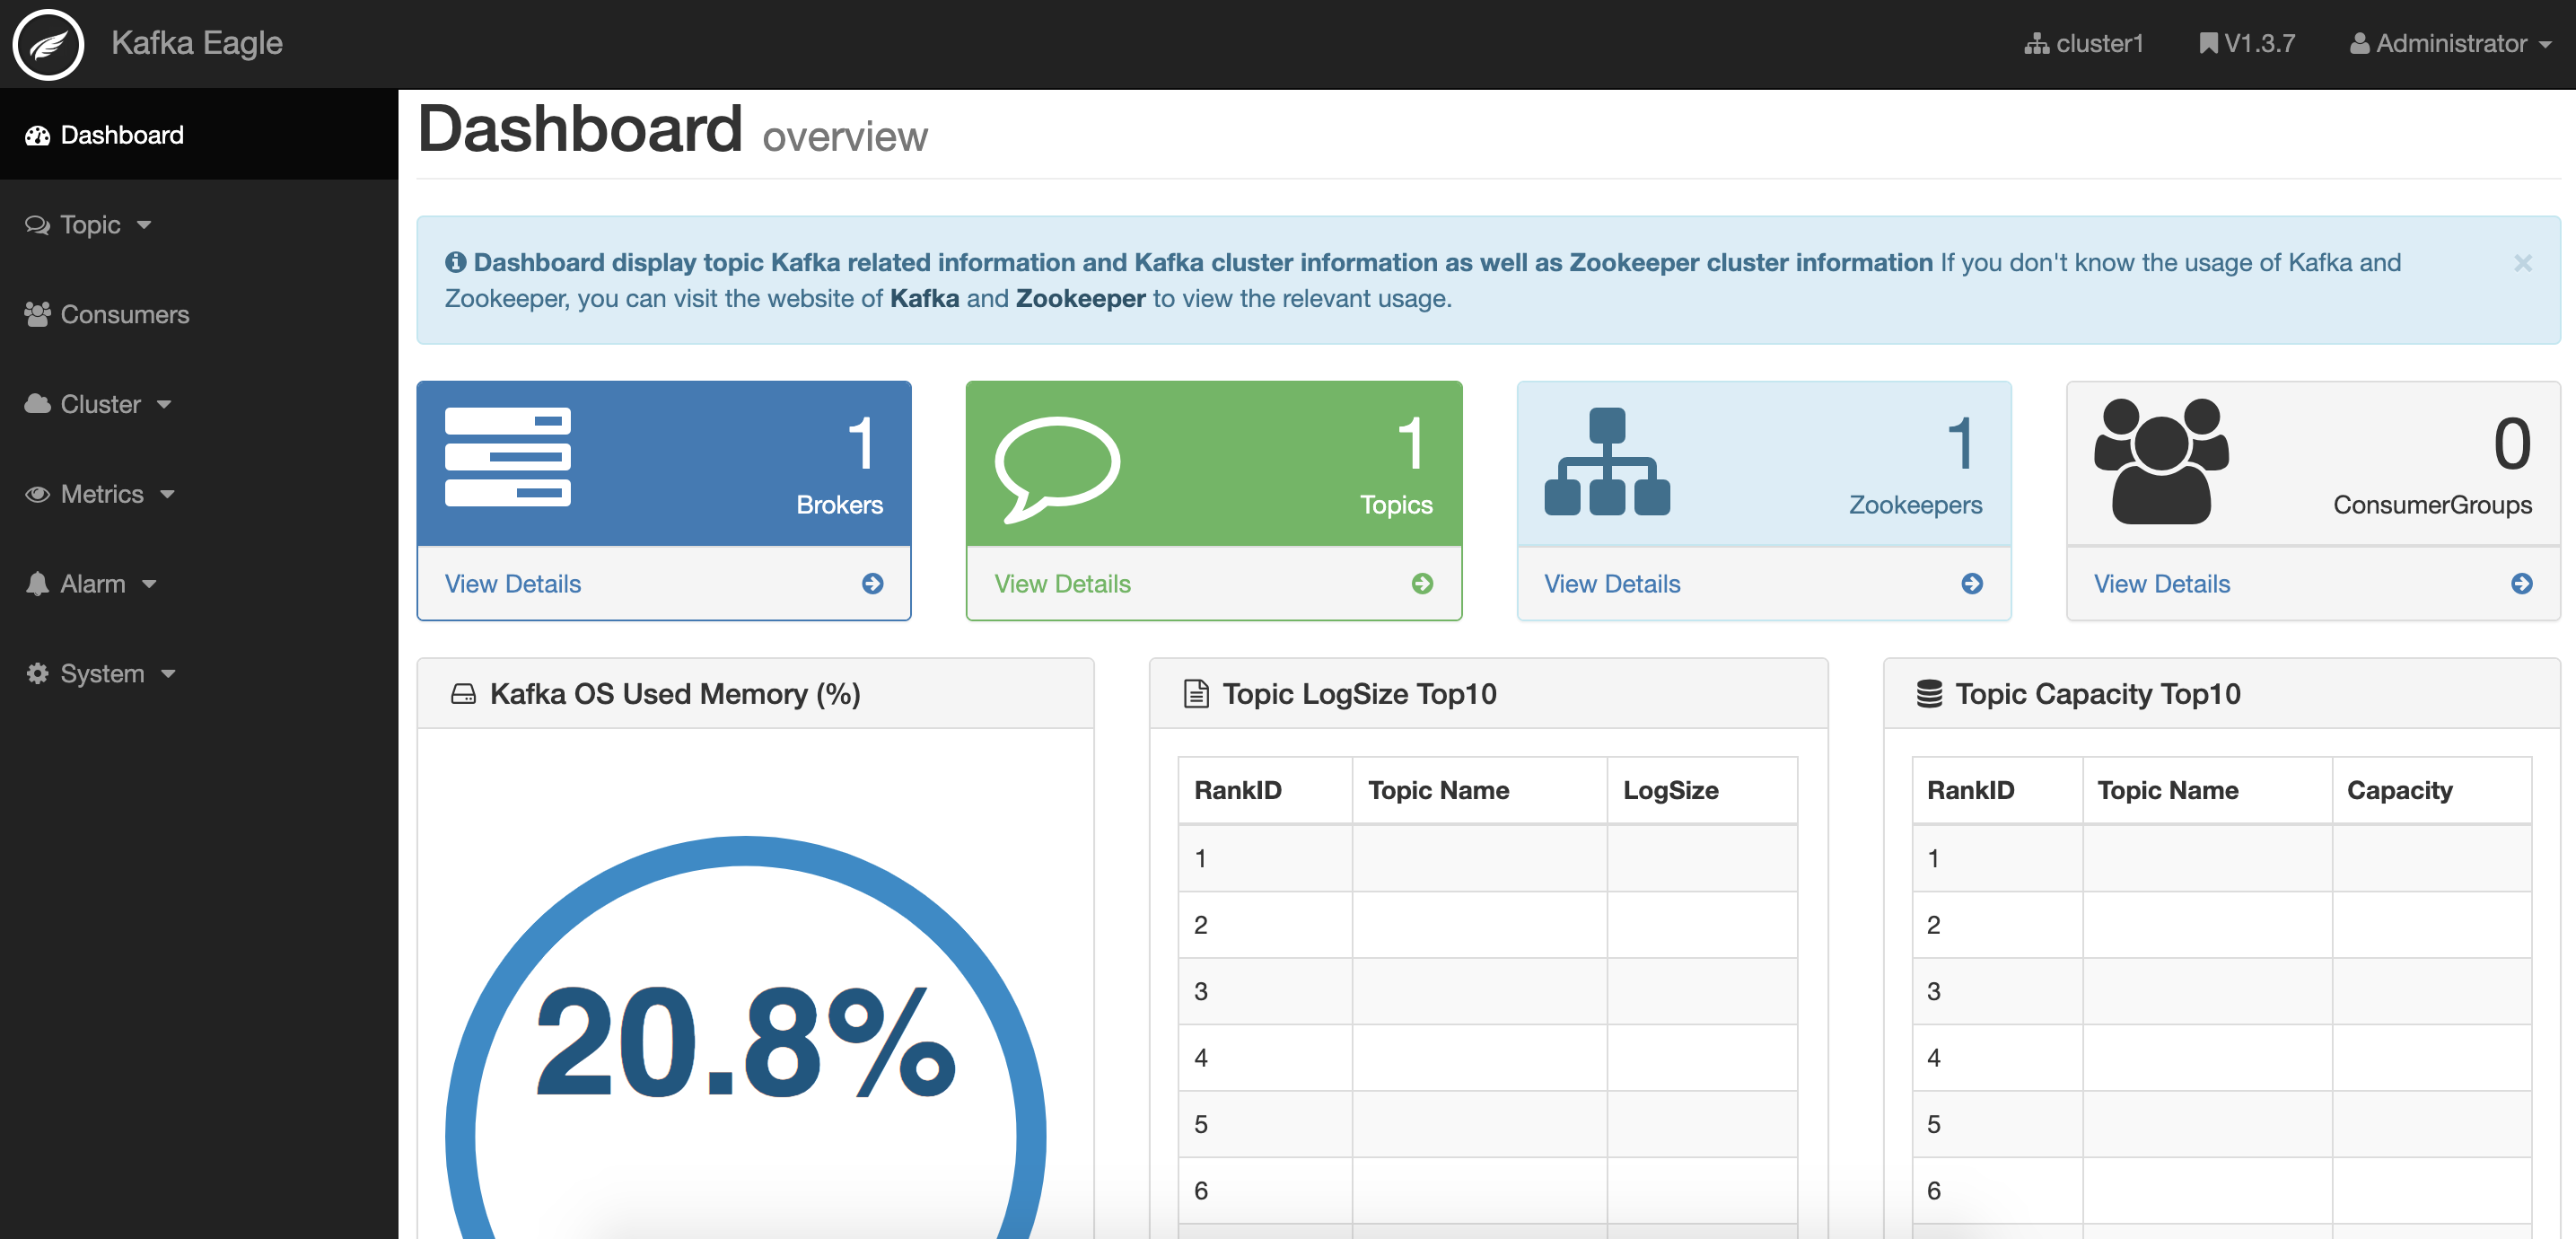 Kafka Eagle
cluster1 V1.3.7 Administrator
Dashboard
Topic
Consumers
Cluster
Metrics
Alarm
System
Dashboard overview
Dashboard display topic Kafka related information and Kafka cluster information as well as Zookeeper cluster information If you don't know the usage of Kafka and
Zookeeper, you can visit the website of Kafka and Zookeeper to view the relevant usage.
×
1
Brokers
View Details
1
Topics
View Details
1
Zookeepers
View Details
0
ConsumerGroups
View Details
Kafka OS Used Memory (%)
20.8%
Topic LogSize Top10
RankID Topic Name LogSize
1
2
3
4
5
6
Topic Capacity Top10
RankID Topic Name Capacity
1
2
3
4
5
6